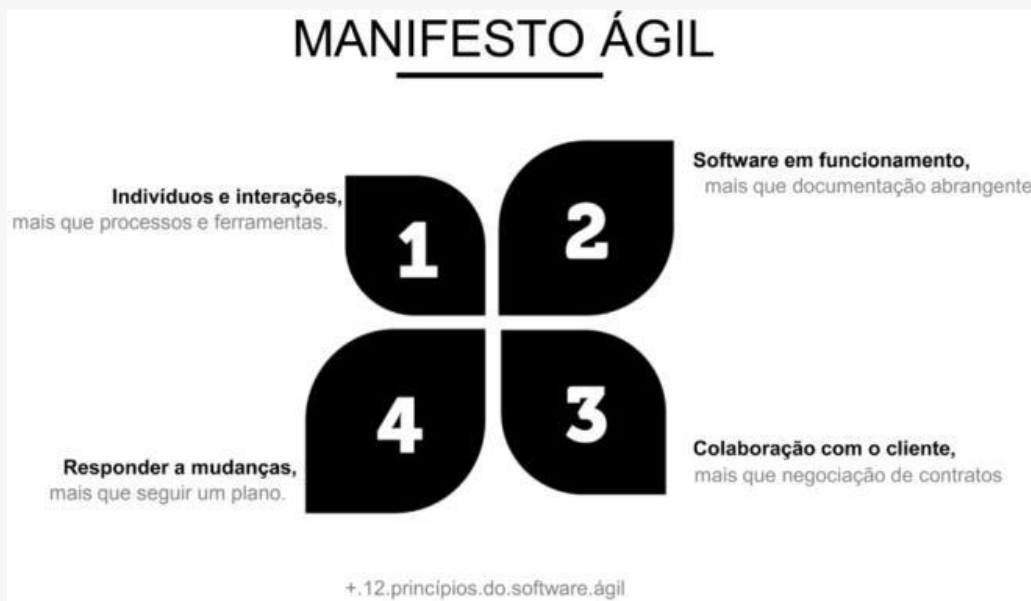 MANIFESTO ÁGIL
Indivíduos e interações,
mais que processos e ferramentas.
1
2
Software em funcionamento,
mais que documentação abrangente
4
3
Responder a mudanças,
mais que seguir um plano.
Colaboração com o cliente,
mais que negociação de contratos
+.12.princípios.do.software.ágil